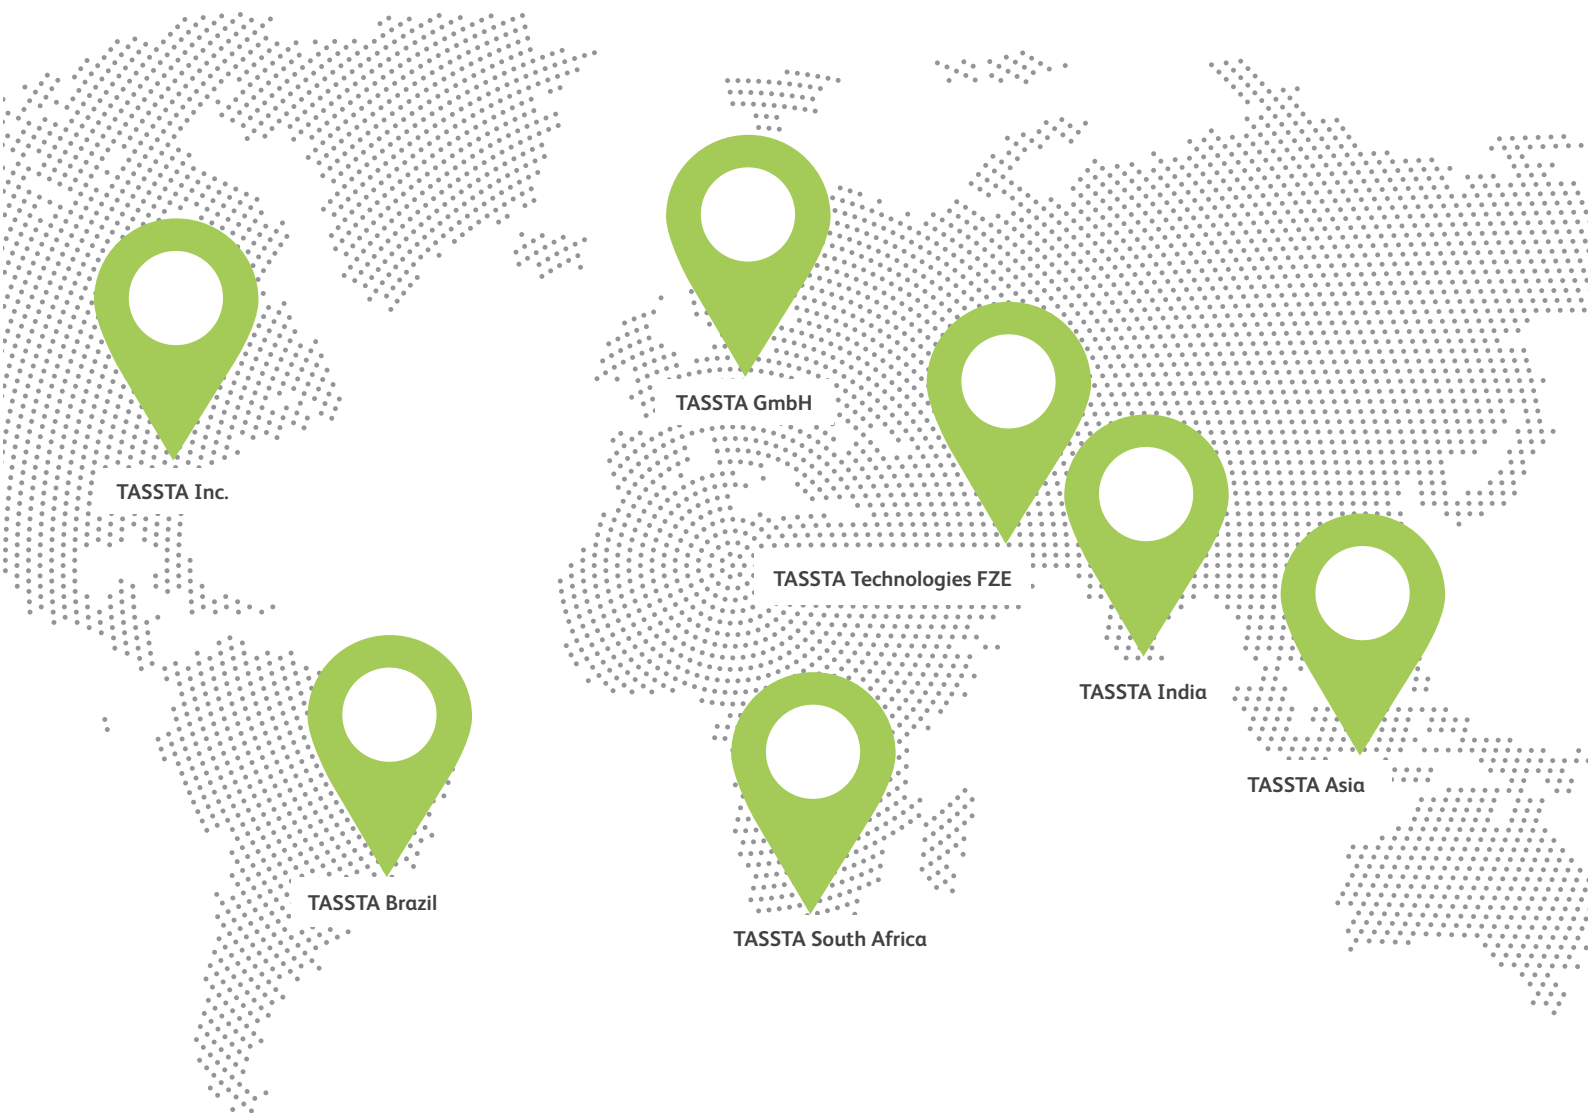 TASSTA GmbH
TASSTA Inc.
TASSTA Technologies FZE
TASSTA India
TASSTA Asia
TASSTA Brazil
TASSTA South Africa